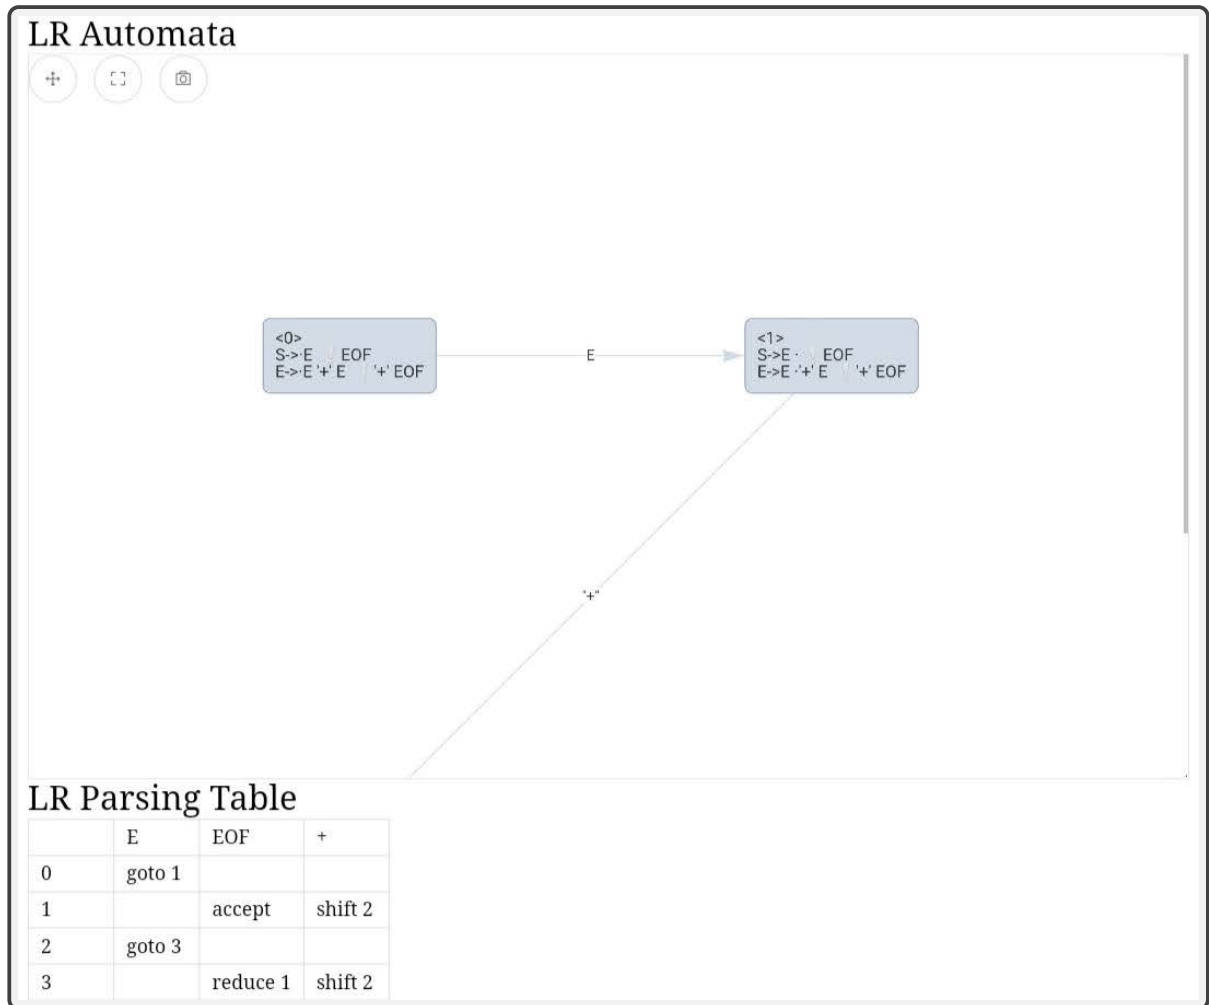 LR Automata
<0>
S->·E EOF
E->·E '+' E '+' EOF
E
<1>
S->E · EOF
E->E ·'+' E '+' EOF
"+"
LR Parsing Table
E EOF +
0 goto 1
1 accept shift 2
2 goto 3
3 reduce 1 shift 2